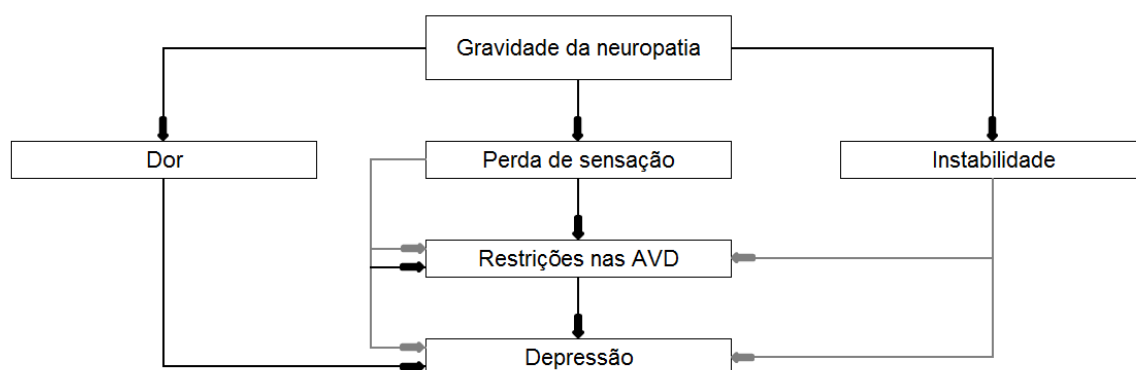 Gravidade da neuropatia
Dor
Perda de sensação
Instabilidade
Restrições nas AVD
Depressão